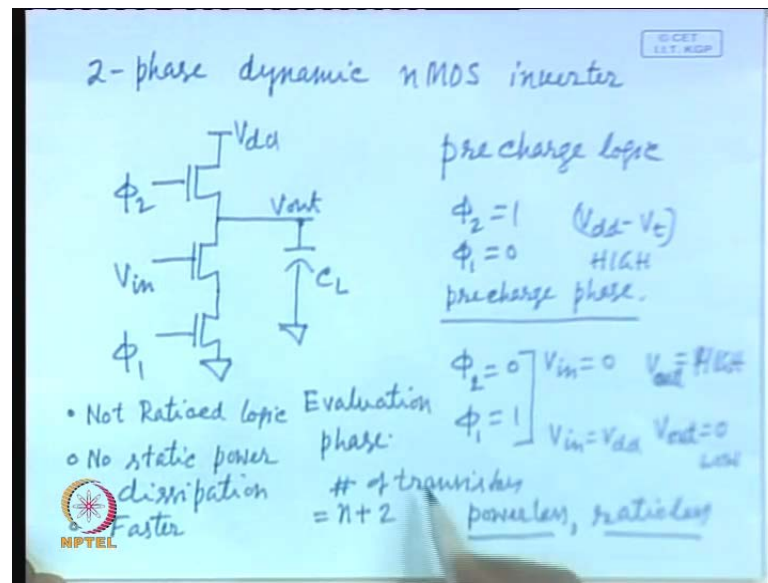 © CET
I.I.T. KGP
2-phase dynamic nMOS inverter
Vdd
ϕ2
Vout
Vin
CL
ϕ1
precharge logic
ϕ2 = 1 (Vdd - Vt)
ϕ1 = 0 HIGH
precharge phase.
ϕ2 = 0 Vin = 0 Vout = HIGH
ϕ1 = 1 Vin = Vdd Vout = 0
LOW
• Not Ratioed logic
• No static power
dissipation
Faster
Evaluation
phase.
# of transistors
= n+2
powerless, ratioless
NPTEL